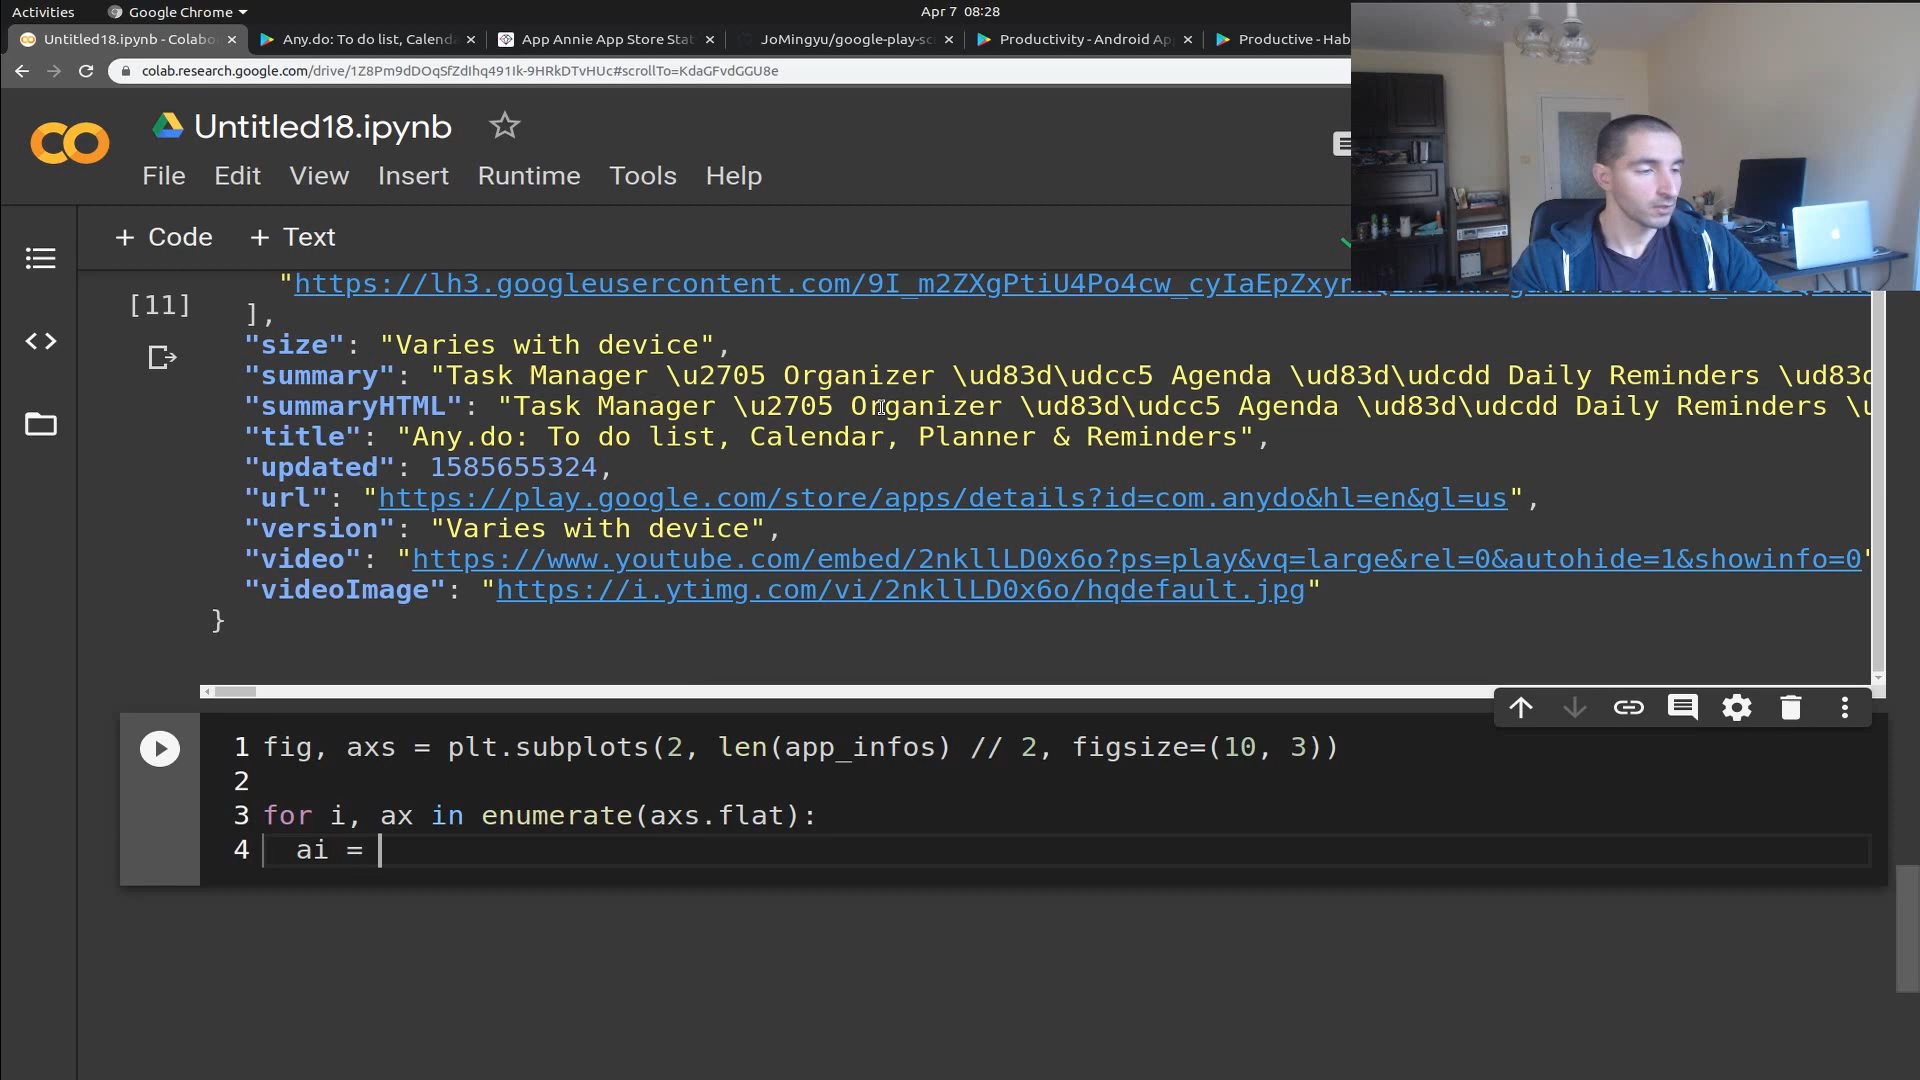 Activities Google Chrome Apr 7 08:28
Untitled18.ipynb - Colabo Any.do: To do list, Calend App Annie App Store Stat JoMingyu/google-play-sc Productivity - Android Ap Productive - Hab
colab.research.google.com/drive/1Z8Pm9dDOqSfZdIhq491Ik-9HRkDTvHUc#scrollTo=KdaGFvdGGU8e
CO Untitled18.ipynb
File Edit View Insert Runtime Tools Help
+ Code + Text
[11]
"https://lh3.googleusercontent.com/9I_m2ZXgPtiU4Po4cw_cyIaEpZxyn
],
"size": "Varies with device",
"summary": "Task Manager \u2705 Organizer \ud83d\udcc5 Agenda \ud83d\udcdd Daily Reminders \ud83d
"summaryHTML": "Task Manager \u2705 Organizer \ud83d\udcc5 Agenda \ud83d\udcdd Daily Reminders \u
"title": "Any.do: To do list, Calendar, Planner & Reminders",
"updated": 1585655324,
"url": "https://play.google.com/store/apps/details?id=com.anydo&hl=en&gl=us",
"version": "Varies with device",
"video": "https://www.youtube.com/embed/2nkllLD0x6o?ps=play&vq=large&rel=0&autohide=1&showinfo=0"
"videoImage": "https://i.ytimg.com/vi/2nkllLD0x6o/hqdefault.jpg"
}
1 fig, axs = plt.subplots(2, len(app_infos) // 2, figsize=(10, 3))
2
3 for i, ax in enumerate(axs.flat):
4 ai =